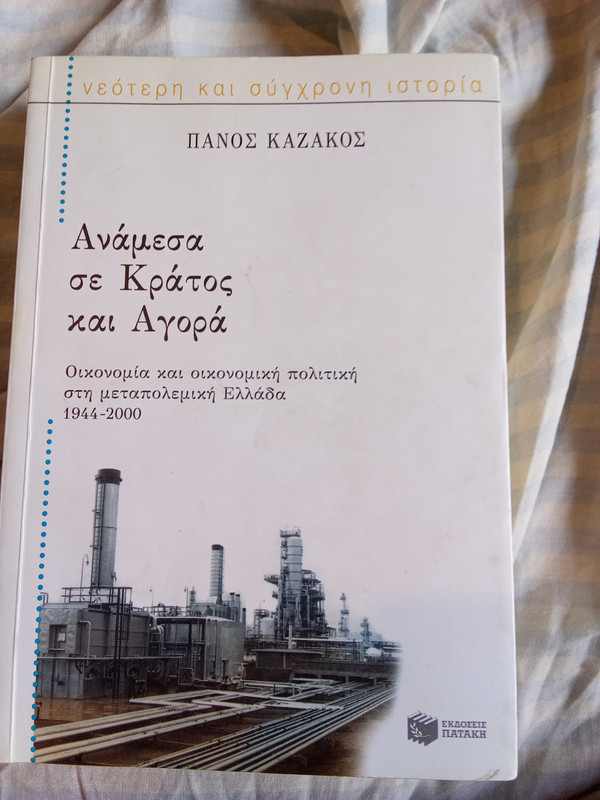 νεότερη και σύγχρονη ιστορία
ΠΑΝΟΣ ΚΑΖΑΚΟΣ
Ανάμεσα
σε Κράτος
και Αγορά
Οικονομία και οικονομική πολιτική
στη μεταπολεμική Ελλάδα
1944-2000
ΕΚΔΟΣΕΙΣ
ΠΑΤΑΚΗ